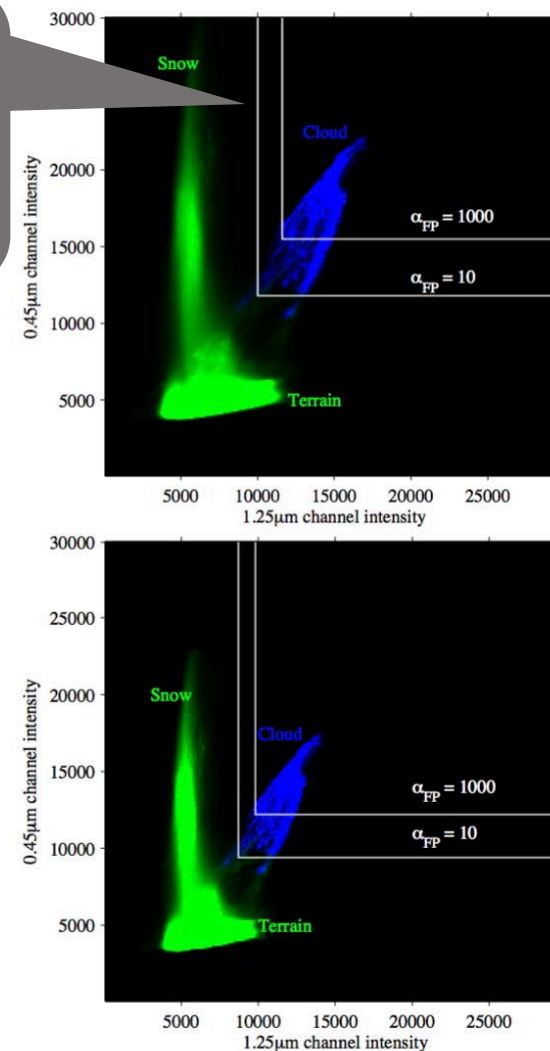 30000
Snow
Cloud
20000
α_FP = 1000
15000
α_FP = 10
10000
5000
Terrain
0.45µm channel intensity
5000 10000 15000 20000 25000
1.25µm channel intensity
30000
25000
Snow
20000
Cloud
15000
α_FP = 1000
10000
α_FP = 10
5000
Terrain
0.45µm channel intensity
5000 10000 15000 20000 25000
1.25µm channel intensity